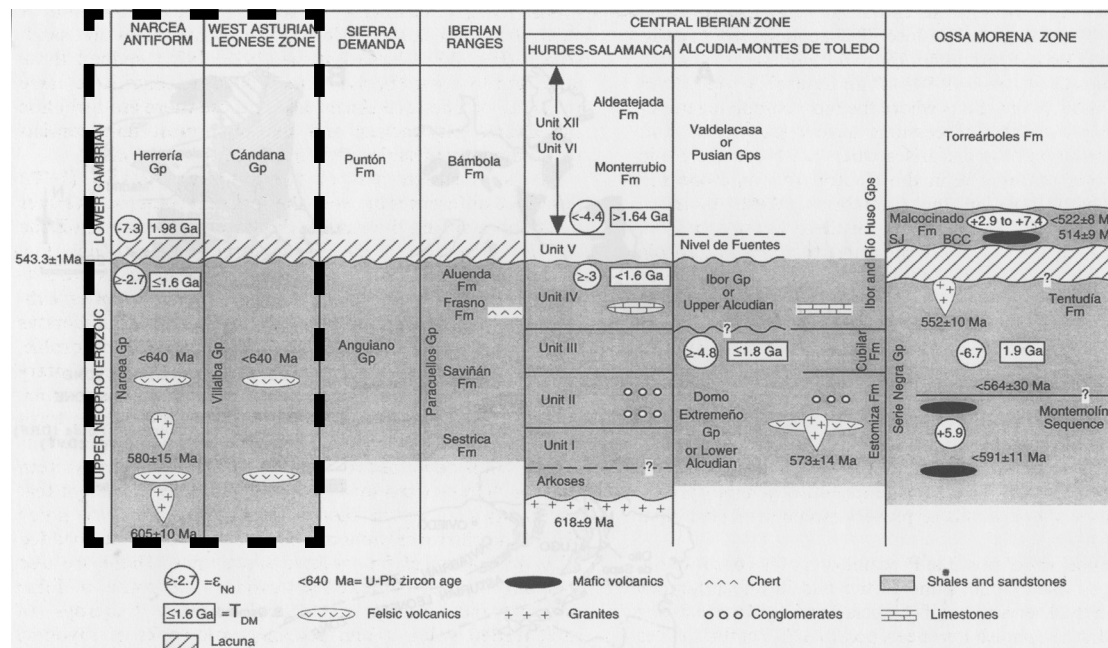 NARCEA
ANTIFORM
WEST ASTURIAN
LEONESE ZONE
SIERRA
DEMANDA
IBERIAN
RANGES
CENTRAL IBERIAN ZONE
HURDES-SALAMANCA
ALCUDIA-MONTES DE TOLEDO
OSSA MORENA ZONE
LOWER CAMBRIAN
543.3±1Ma
UPPER NEOPROTEROZOIC
Herrería
Gp
-7.3
1.98 Ga
≥-2.7
≤1.6 Ga
Narcea Gp
<640 Ma
580±15 Ma
605±10 Ma
Cándana
Gp
Villalba Gp
<640 Ma
Puntón
Fm
Anguiano
Gp
Bámbola
Fm
Paracuellos Gp
Aluenda
Fm
Frasno
Fm
Saviñán
Fm
Sestrica
Fm
Unit XII
to
Unit VI
Aldeatejada
Fm
Monterrubio
Fm
<-4.4
>1.64 Ga
Unit V
≥-3
<1.6 Ga
Unit IV
Unit III
Unit II
Unit I
?
Arkoses
618±9 Ma
Valdelacasa
or
Pusian Gps
Nivel de Fuentes
Ibor Gp
or
Upper Alcudian
?
≥-4.8
≤1.8 Ga
Domo
Extremeño
Gp
or Lower
Alcudian
573±14 Ma
Ibor and Río Huso Gps
Cubilar
Fm
Estomiza Fm
Torreárboles Fm
Malcocinado
Fm
+2.9 to +7.4
<522±8 M
514±9 M
SJ
BCC
?
Tentudía
Fm
552±10 Ma
-6.7
1.9 Ga
Serie Negra Gp
<564±30 Ma
?
Montemolín
Sequence
+5.9
<591±11 Ma
≥-2.7 =εNd
<640 Ma= U-Pb zircon age
Mafic volcanics
Chert
Shales and sandstones
≤1.6 Ga =TDM
Felsic volcanics
Granites
Conglomerates
Limestones
Lacuna